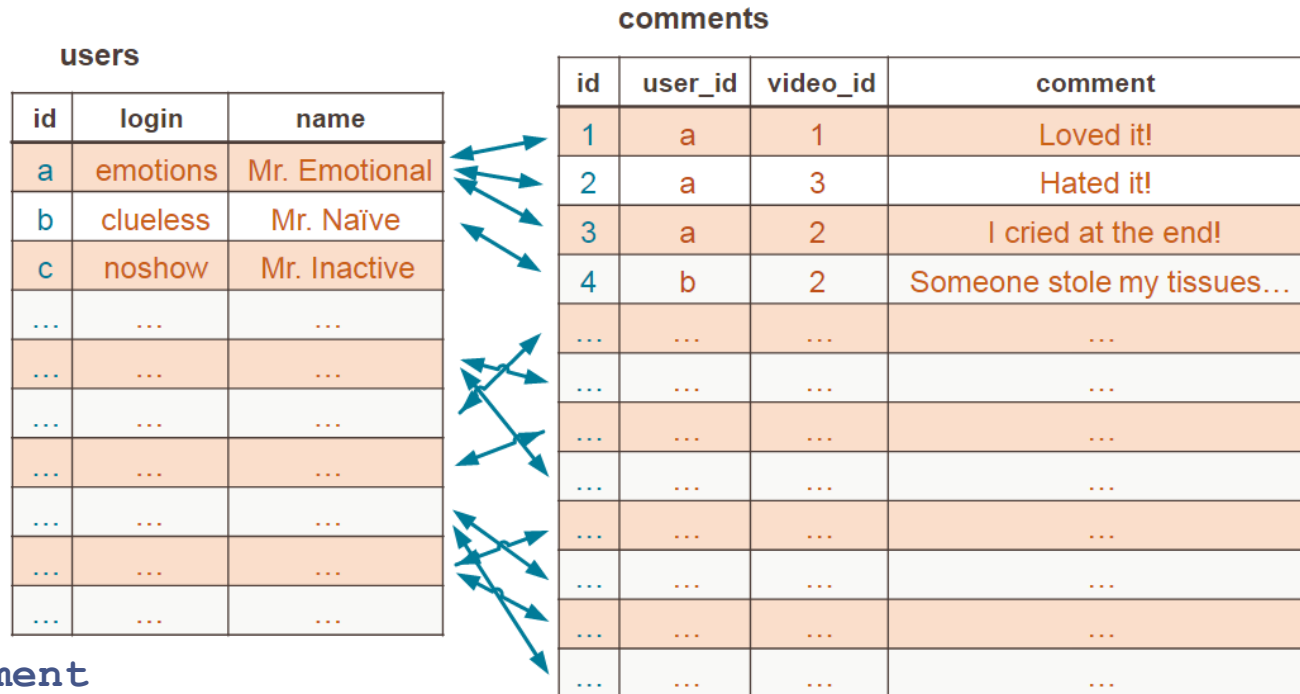 users
id login name
a emotions Mr. Emotional
b clueless Mr. Naïve
c noshow Mr. Inactive
... ... ...
... ... ...
... ... ...
... ... ...
... ... ...
... ... ...
... ... ...
comments
id user_id video_id comment
1 a 1 Loved it!
2 a 3 Hated it!
3 a 2 I cried at the end!
4 b 2 Someone stole my tissues...
... ... ... ...
... ... ... ...
... ... ... ...
... ... ... ...
... ... ... ...
... ... ... ...
... ... ... ...
... ... ... ...
ment